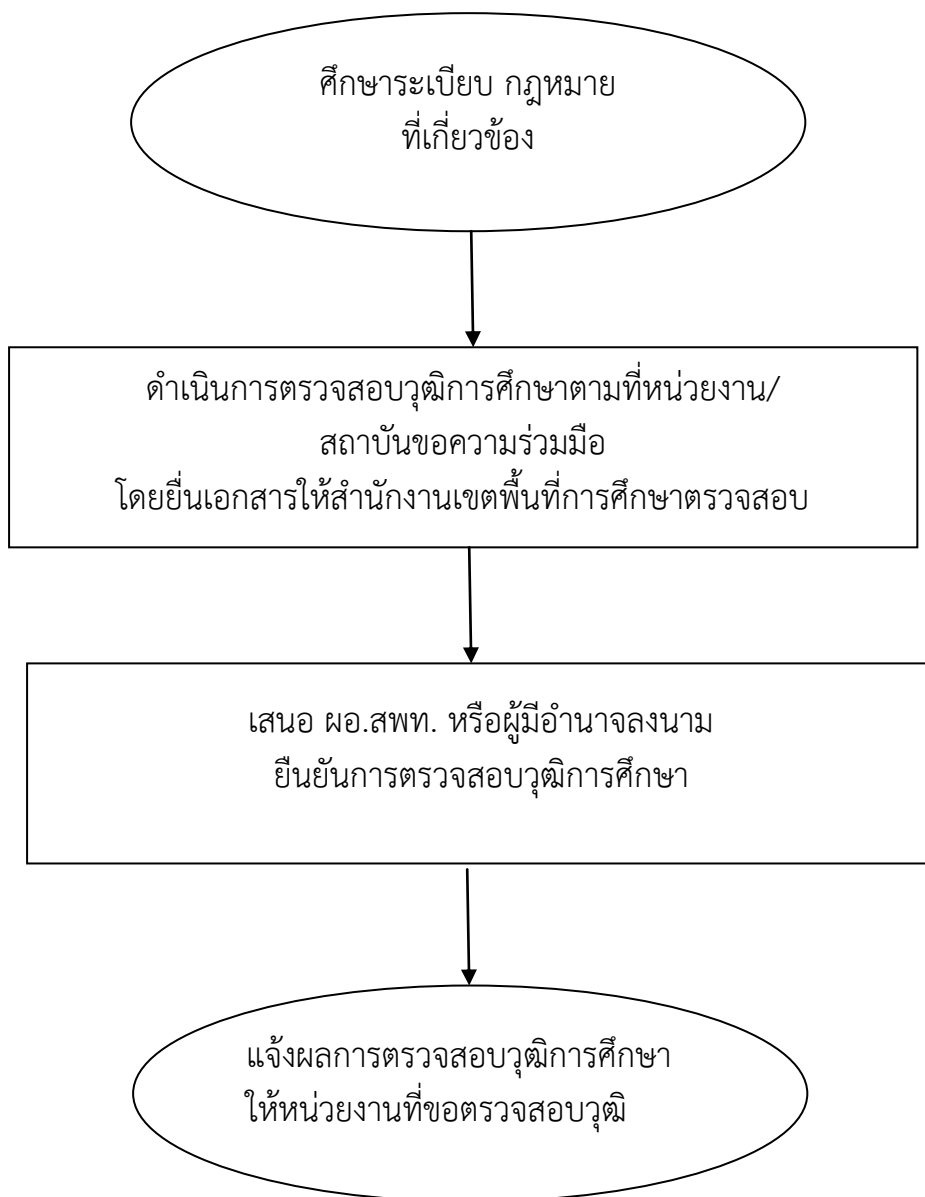 ศึกษาระเบียบ กฎหมาย
ที่เกี่ยวข้อง
ดำเนินการตรวจสอบวุฒิการศึกษาตามที่หน่วยงาน/
สถาบันขอความร่วมมือ
โดยยื่นเอกสารให้สำนักงานเขตพื้นที่การศึกษาตรวจสอบ
เสนอ ผอ.สพท. หรือผู้มีอำนาจลงนาม
ยืนยันการตรวจสอบวุฒิการศึกษา
แจ้งผลการตรวจสอบวุฒิการศึกษา
ให้หน่วยงานที่ขอตรวจสอบวุฒิ